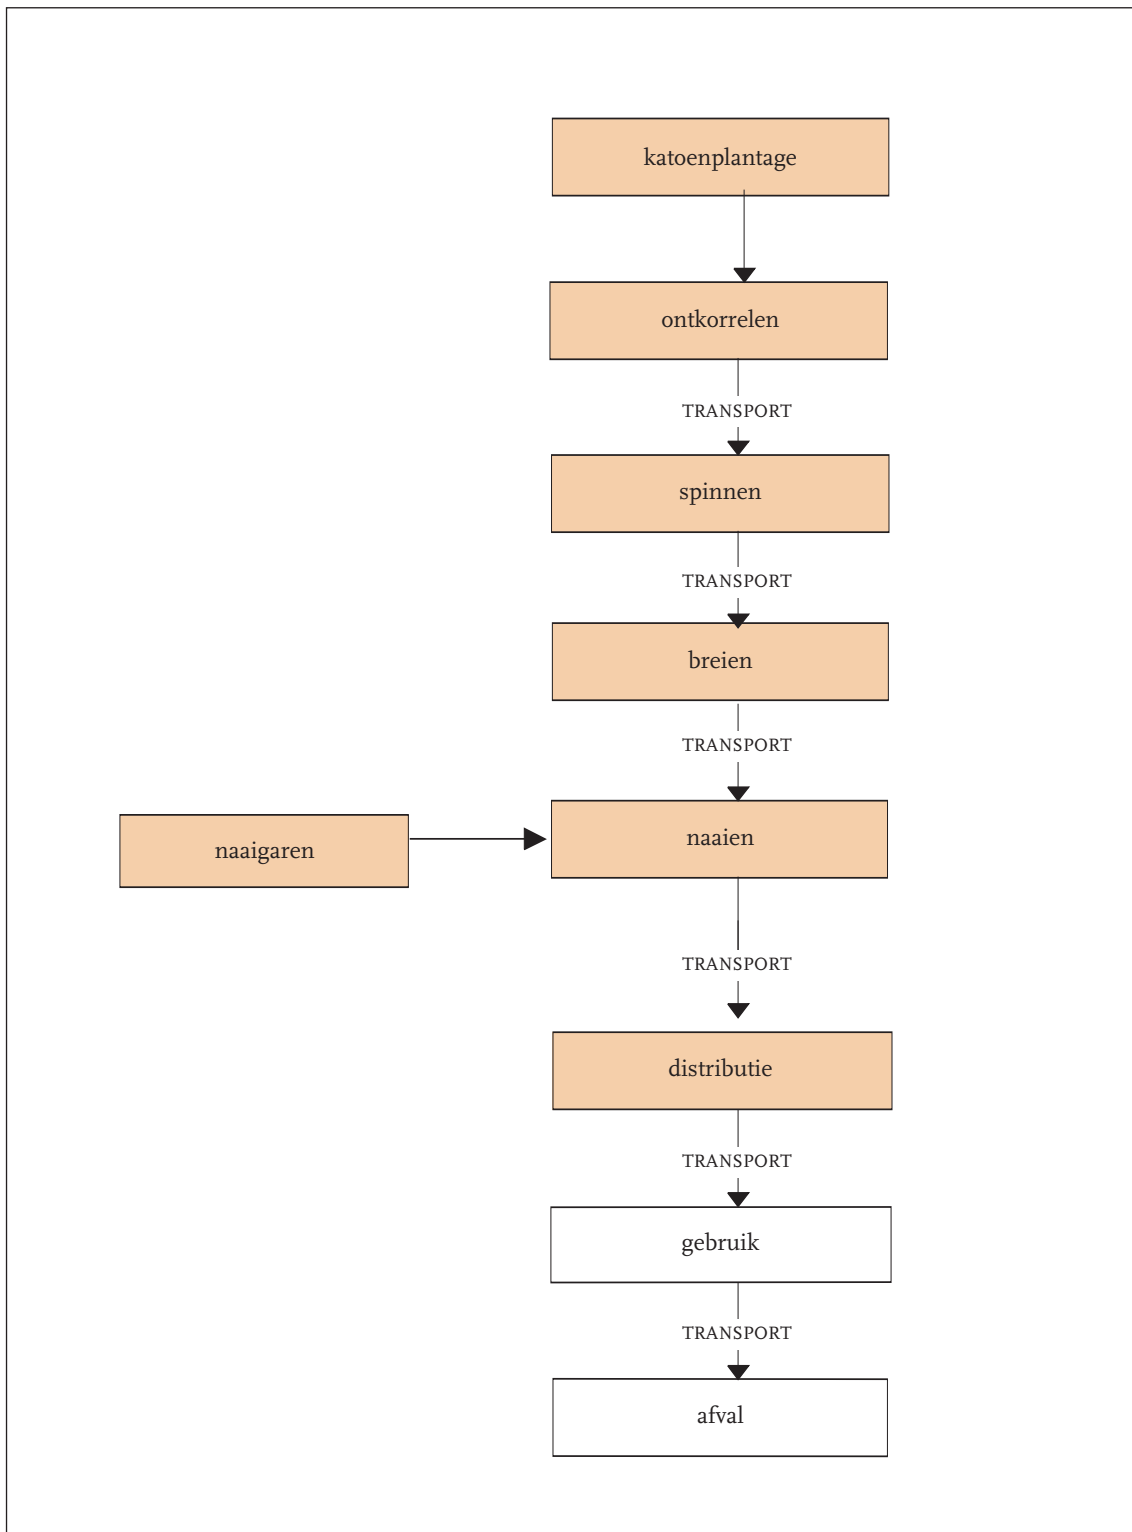 katoenplantage
ontkorrelen
TRANSPORT
spinnen
TRANSPORT
breien
TRANSPORT
naaigaren
naaien
TRANSPORT
distributie
TRANSPORT
gebruik
TRANSPORT
afval